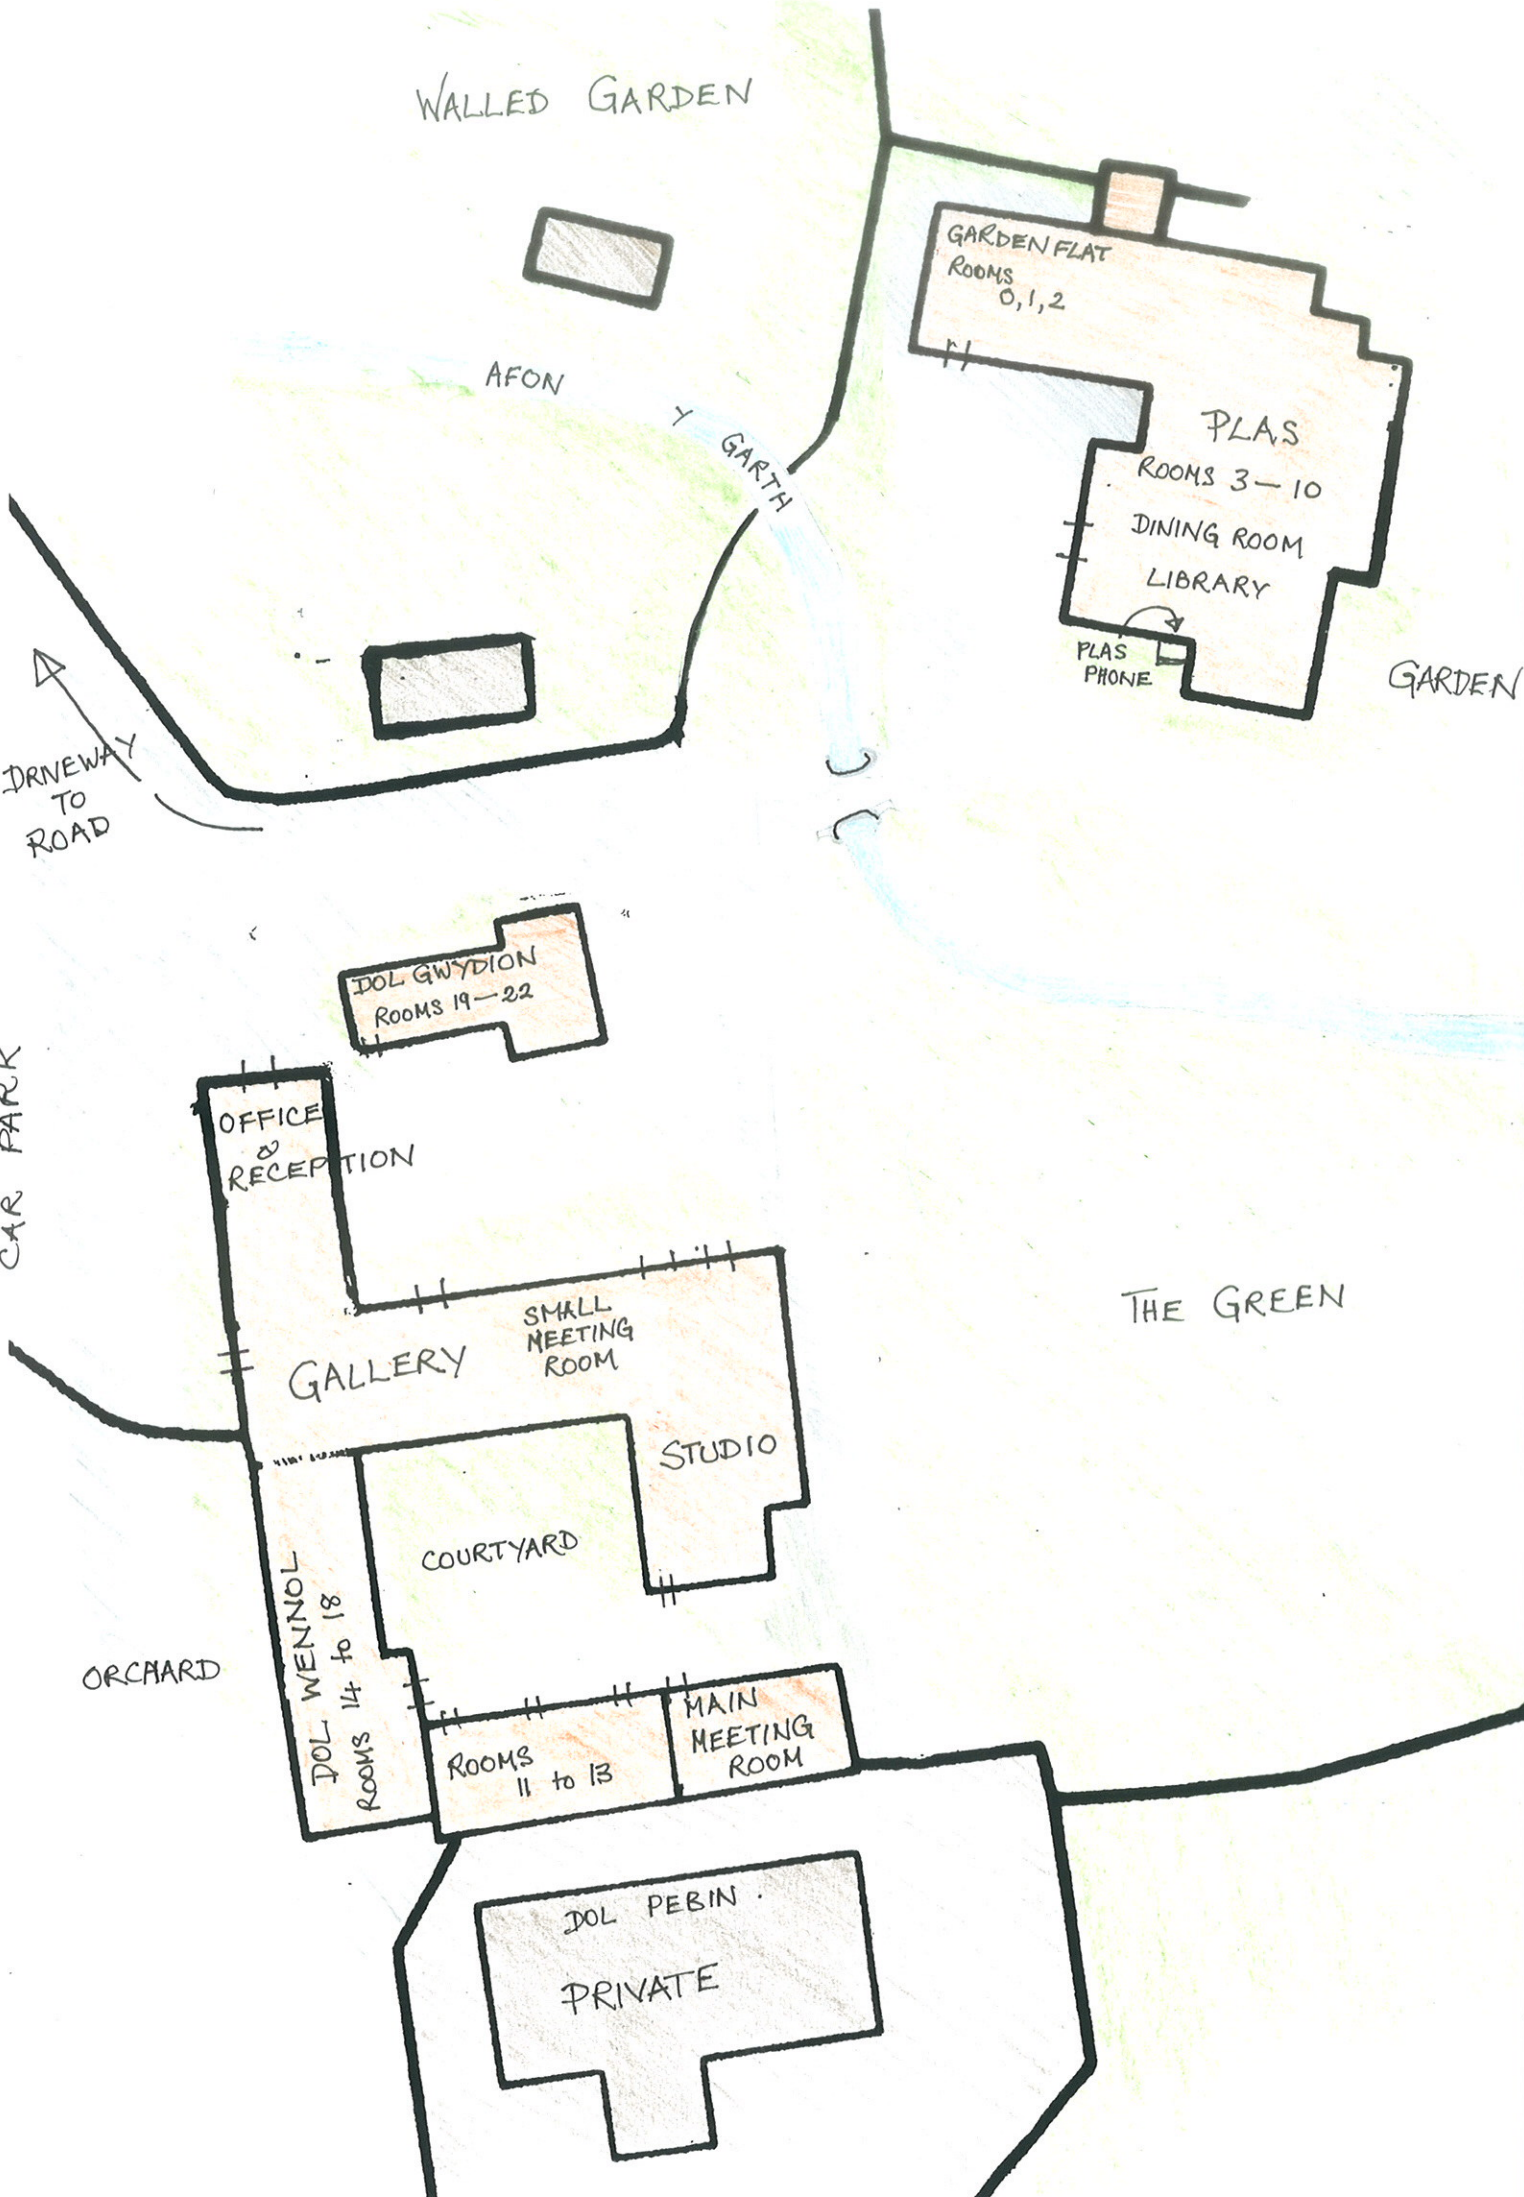 WALLED GARDEN
GARDEN FLAT
ROOMS
0, 1, 2
AFON
Y GARTH
PLAS
ROOMS 3 — 10
DINING ROOM
LIBRARY
PLAS
PHONE
GARDEN
DRIVEWAY
TO
ROAD
DOL GWYDION
ROOMS 19 — 22
CAR PARK
OFFICE
&
RECEPTION
SMALL
MEETING
ROOM
GALLERY
THE GREEN
STUDIO
COURTYARD
DOL WENNOL
ROOMS 14 to 18
ORCHARD
ROOMS
11 to 13
MAIN
MEETING
ROOM
DOL PEBIN.
PRIVATE